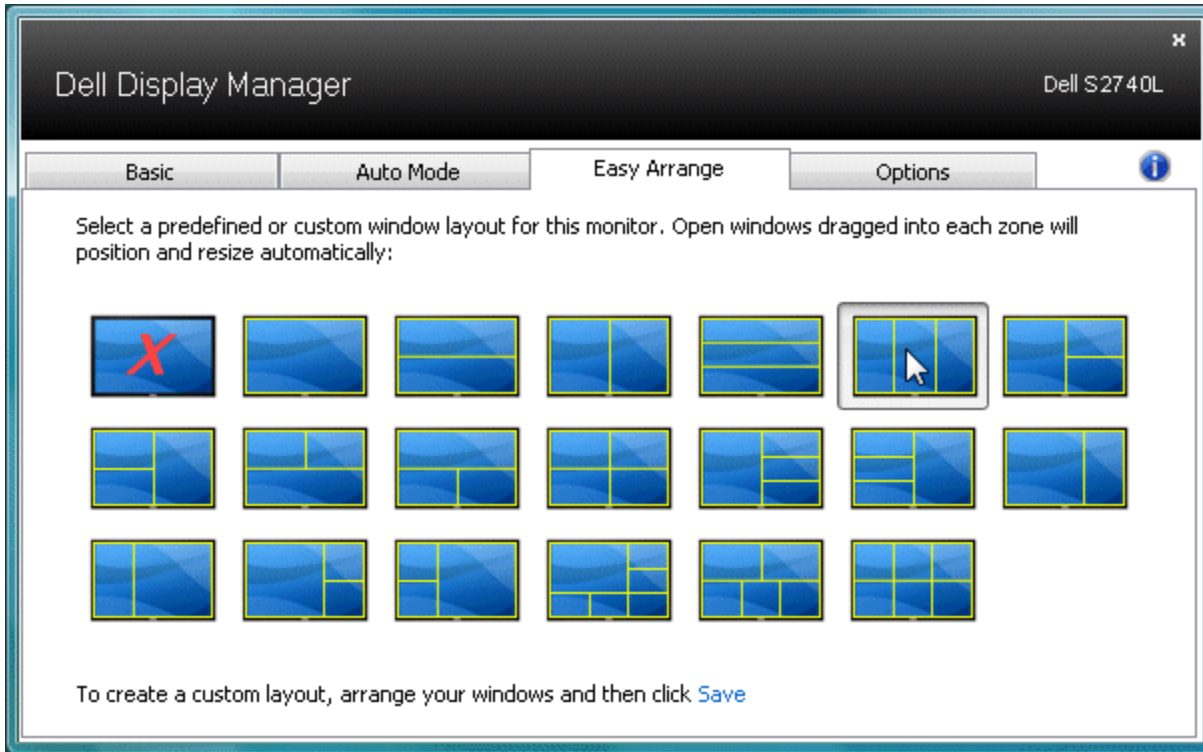 Dell Display Manager
Dell S2740L
Basic
Auto Mode
Easy Arrange
Options
Select a predefined or custom window layout for this monitor. Open windows dragged into each zone will
position and resize automatically:
X
To create a custom layout, arrange your windows and then click Save